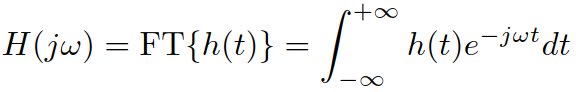 H(jω) = FT{h(t)} = ∫_{−∞}^{+∞} h(t)e^{−jωt}dt